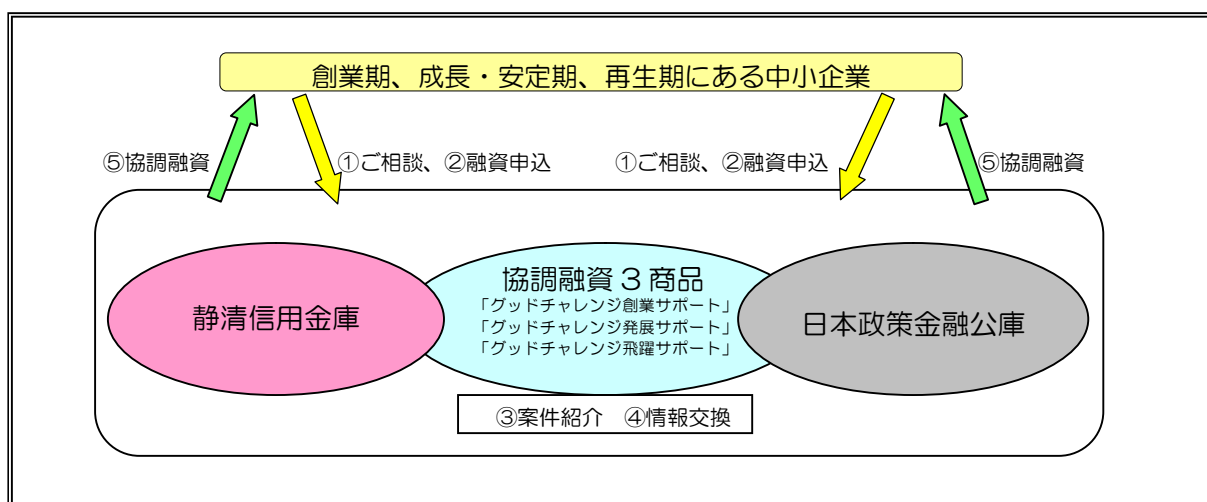 創業期、成長・安定期、再生期にある中小企業
⑤協調融資
①ご相談、②融資申込
①ご相談、②融資申込
⑤協調融資
静清信用金庫
協調融資3商品
「グッドチャレンジ創業サポート」
「グッドチャレンジ発展サポート」
「グッドチャレンジ飛躍サポート」
日本政策金融公庫
③案件紹介 ④情報交換